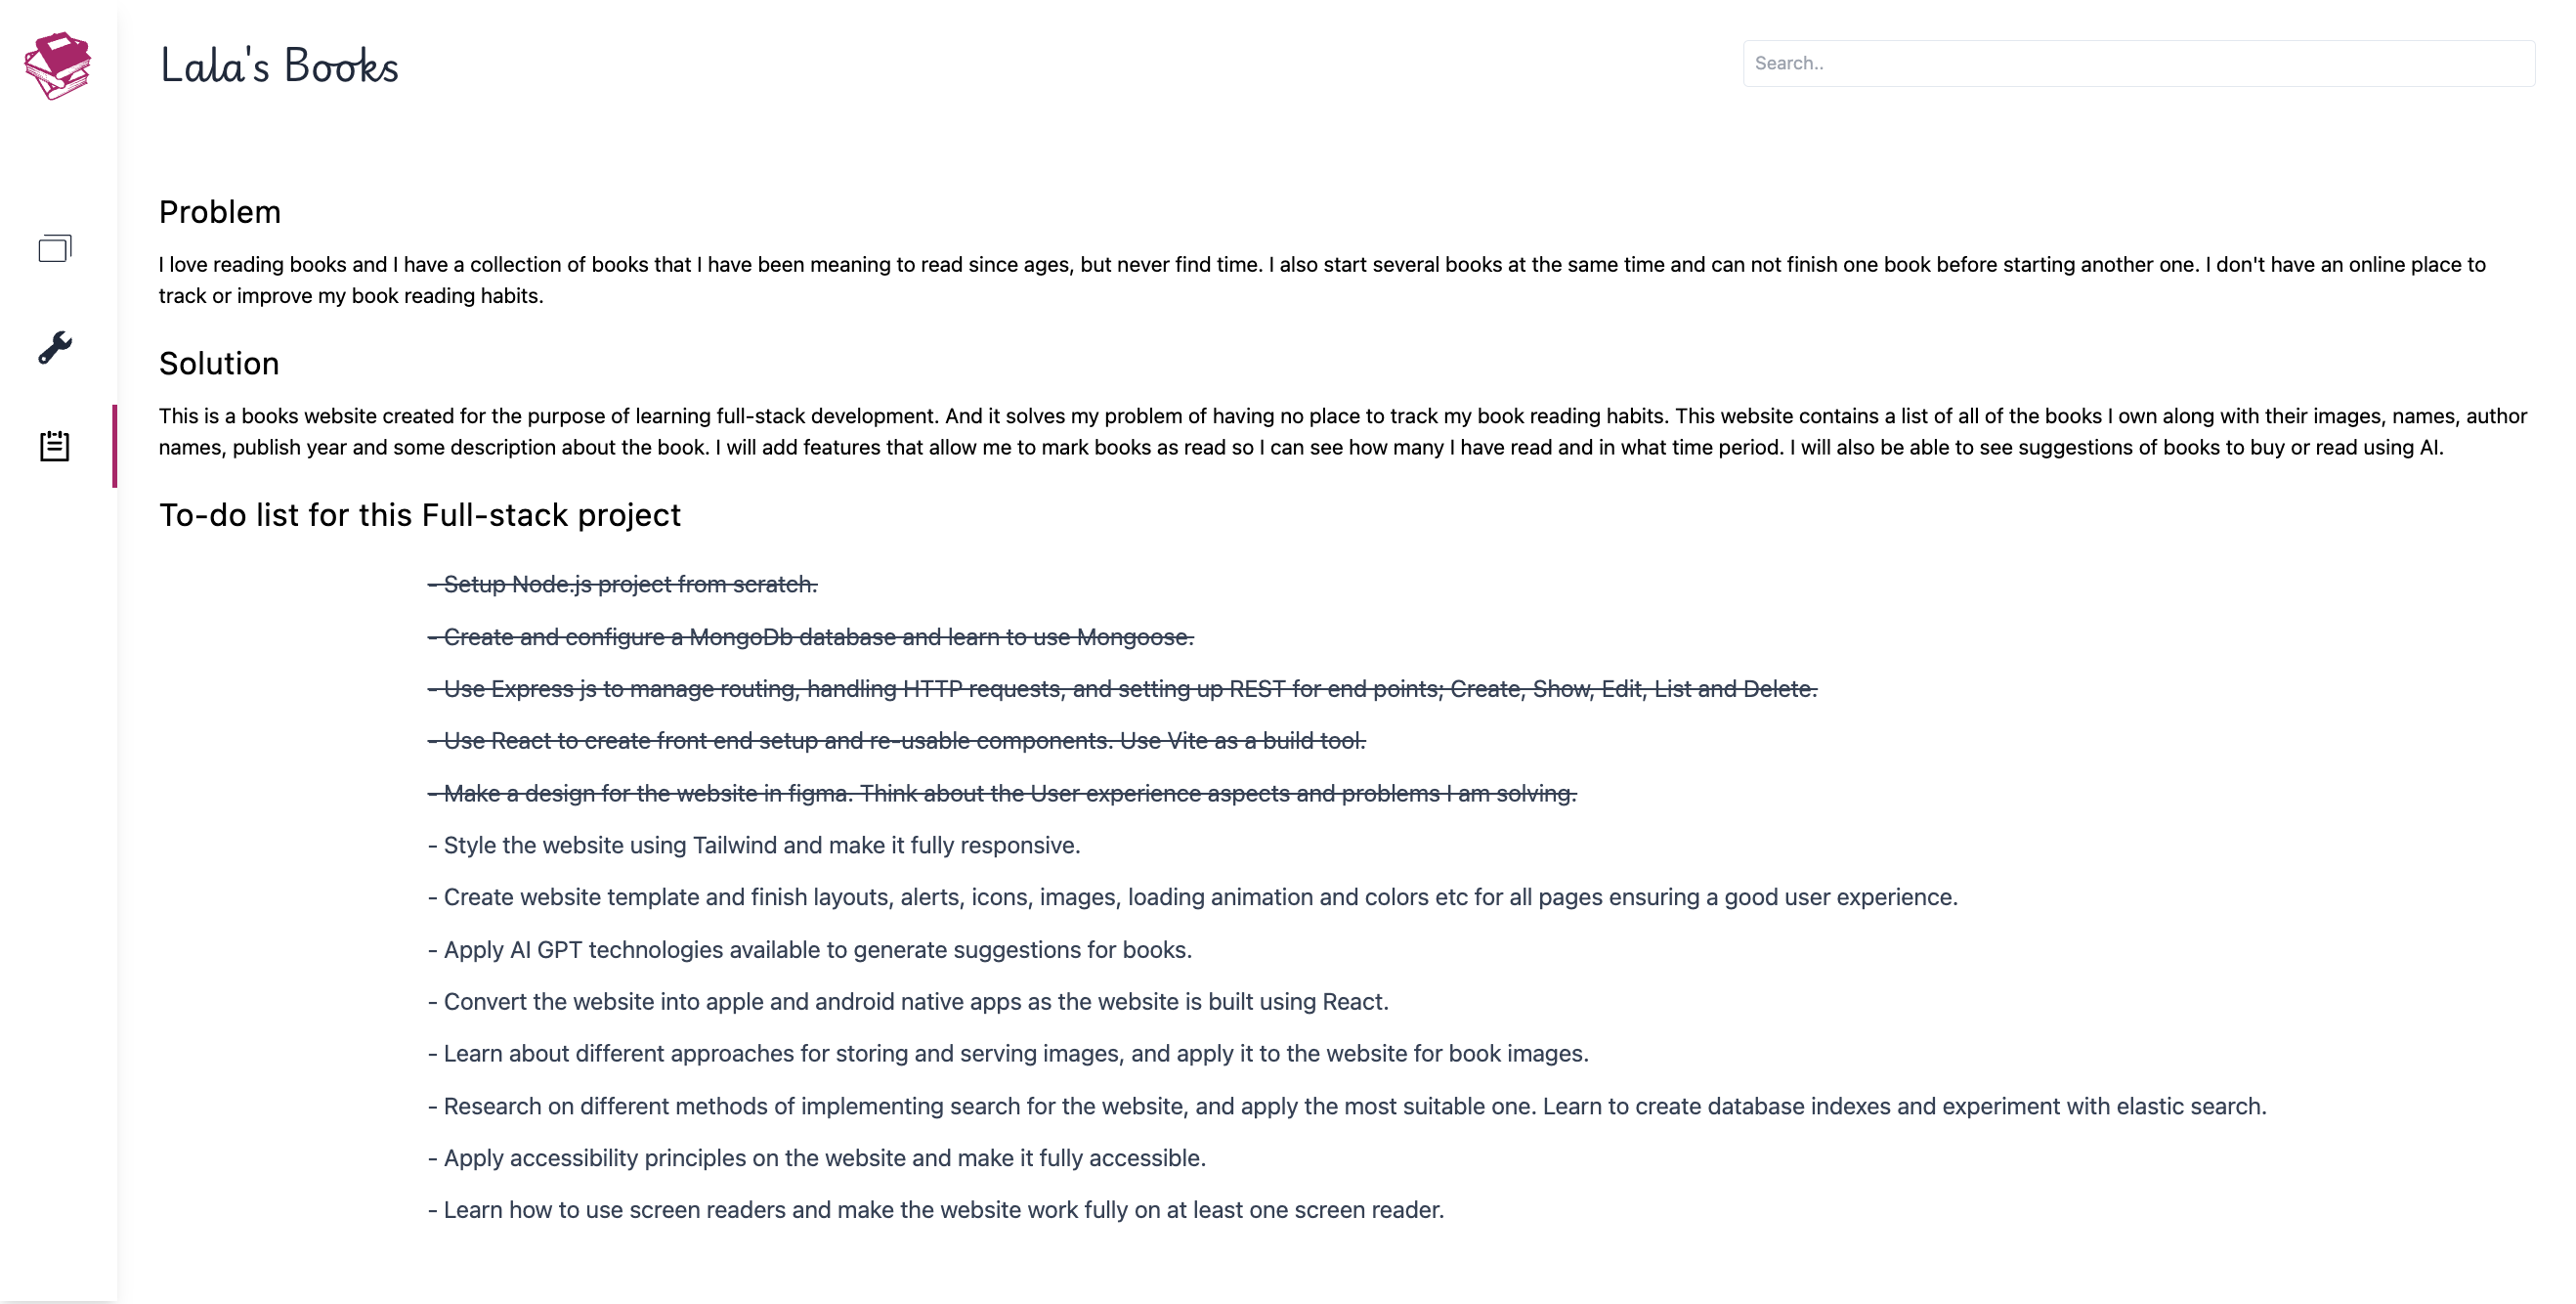 Lala's Books
Search..
Problem
I love reading books and I have a collection of books that I have been meaning to read since ages, but never find time. I also start several books at the same time and can not finish one book before starting another one. I don't have an online place to
track or improve my book reading habits.
Solution
This is a books website created for the purpose of learning full-stack development. And it solves my problem of having no place to track my book reading habits. This website contains a list of all of the books I own along with their images, names, author
names, publish year and some description about the book. I will add features that allow me to mark books as read so I can see how many I have read and in what time period. I will also be able to see suggestions of books to buy or read using AI.
To-do list for this Full-stack project
- Setup Node.js project from scratch.
- Create and configure a MongoDb database and learn to use Mongoose.
- Use Express js to manage routing, handling HTTP requests, and setting up REST for end points; Create, Show, Edit, List and Delete.
- Use React to create front end setup and re-usable components. Use Vite as a build tool.
- Make a design for the website in figma. Think about the User experience aspects and problems I am solving.
- Style the website using Tailwind and make it fully responsive.
- Create website template and finish layouts, alerts, icons, images, loading animation and colors etc for all pages ensuring a good user experience.
- Apply AI GPT technologies available to generate suggestions for books.
- Convert the website into apple and android native apps as the website is built using React.
- Learn about different approaches for storing and serving images, and apply it to the website for book images.
- Research on different methods of implementing search for the website, and apply the most suitable one. Learn to create database indexes and experiment with elastic search.
- Apply accessibility principles on the website and make it fully accessible.
- Learn how to use screen readers and make the website work fully on at least one screen reader.